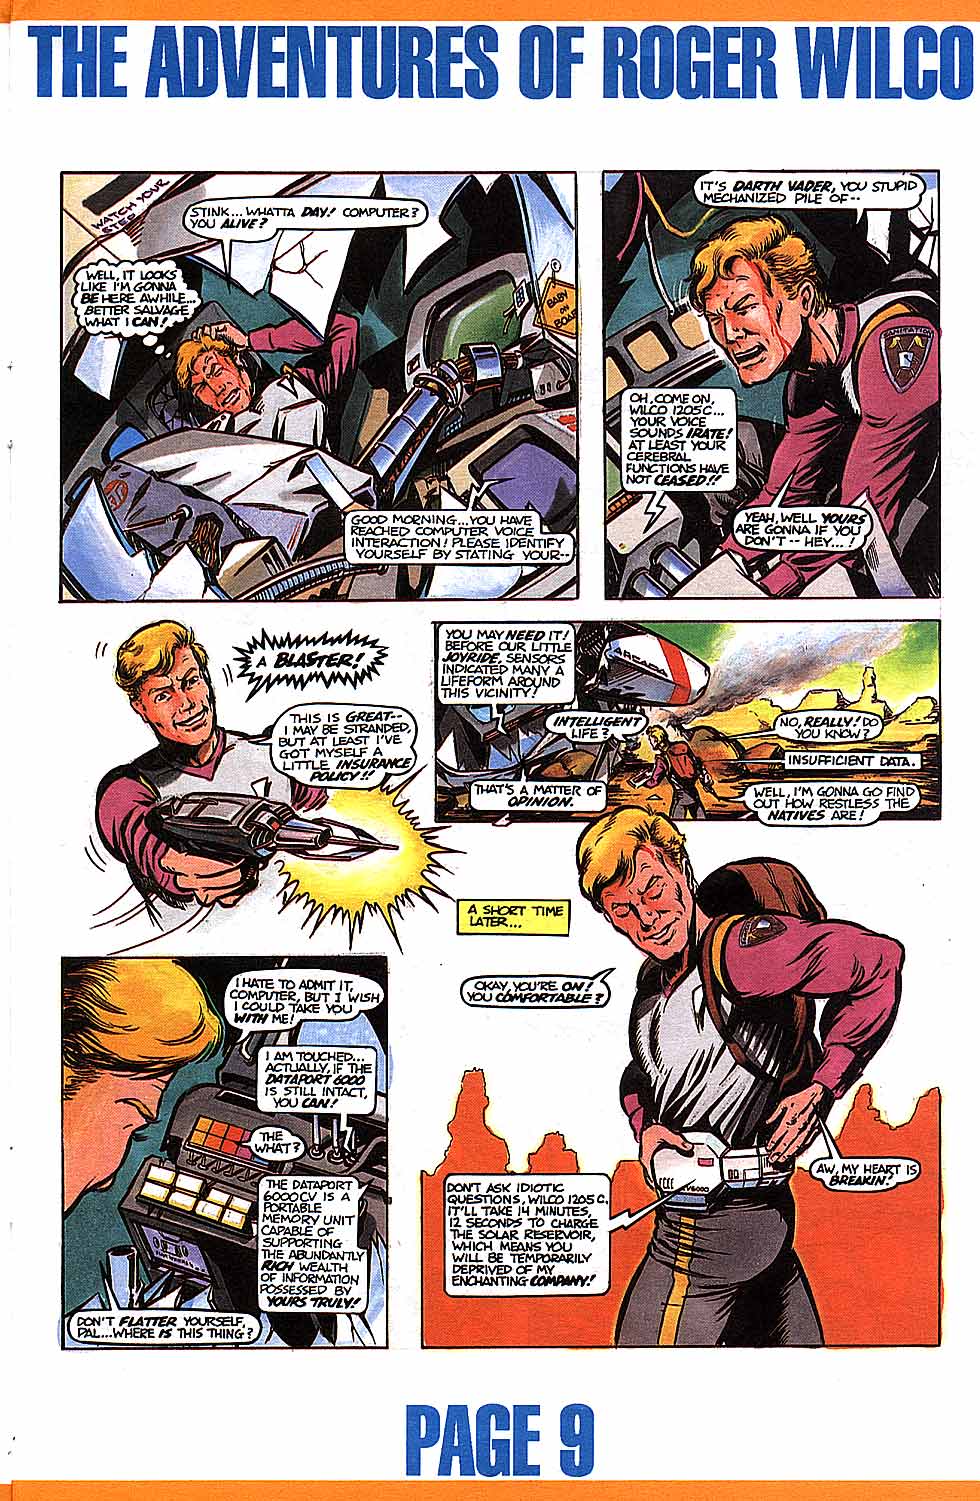 THE ADVENTURES OF ROGER WILCO
WATCH YOUR
STEP
STINK... WHATTA DAY! COMPUTER?
YOU ALIVE?
WELL, IT LOOKS
LIKE I'M GONNA
BE HERE AWHILE...
BETTER SALVAGE
WHAT I CAN!
BABY
ON
BOARD
GOOD MORNING...YOU HAVE
REACHED COMPUTER VOICE
INTERACTION! PLEASE IDENTIFY
YOURSELF BY STATING YOUR--
IT'S DARTH VADER, YOU STUPID
MECHANIZED PILE OF--
SANITATION
OH, COME ON,
WILCO 1205C...
YOUR VOICE
SOUNDS IRATE!
AT LEAST YOUR
CEREBRAL
FUNCTIONS HAVE
NOT CEASED!!
YEAH, WELL YOURS
ARE GONNA IF YOU
DON'T -- HEY...!
A BLASTER!
THIS IS GREAT--
I MAY BE STRANDED,
BUT AT LEAST I'VE
GOT MYSELF A
LITTLE INSURANCE
POLICY!!
YOU MAY NEED IT!
BEFORE OUR LITTLE
JOYRIDE, SENSORS
INDICATED MANY A
LIFEFORM AROUND
THIS VICINITY!
ARCADA
INTELLIGENT
LIFE?
THAT'S A MATTER OF
OPINION.
NO, REALLY! DO
YOU KNOW?
INSUFFICIENT DATA.
WELL, I'M GONNA GO FIND
OUT HOW RESTLESS THE
NATIVES ARE!
I HATE TO ADMIT IT,
COMPUTER, BUT I WISH
I COULD TAKE YOU
WITH ME!
I AM TOUCHED...
ACTUALLY, IF THE
DATAPORT 6000
IS STILL INTACT,
YOU CAN!
THE
WHAT?
THE DATAPORT
6000CV IS A
PORTABLE
MEMORY UNIT
CAPABLE OF
SUPPORTING
THE ABUNDANTLY
RICH WEALTH
OF INFORMATION
POSSESSED BY
YOURS TRULY!
DON'T FLATTER YOURSELF,
PAL...WHERE IS THIS THING?
A SHORT TIME
LATER...
OKAY, YOU'RE ON!
YOU COMFORTABLE?
DON'T ASK IDIOTIC
QUESTIONS, WILCO 1205C.
IT'LL TAKE 14 MINUTES,
12 SECONDS TO CHARGE
THE SOLAR RESERVOIR,
WHICH MEANS YOU
WILL BE TEMPORARILY
DEPRIVED OF MY
ENCHANTING COMPANY!
AW, MY HEART IS
BREAKIN!
PAGE 9